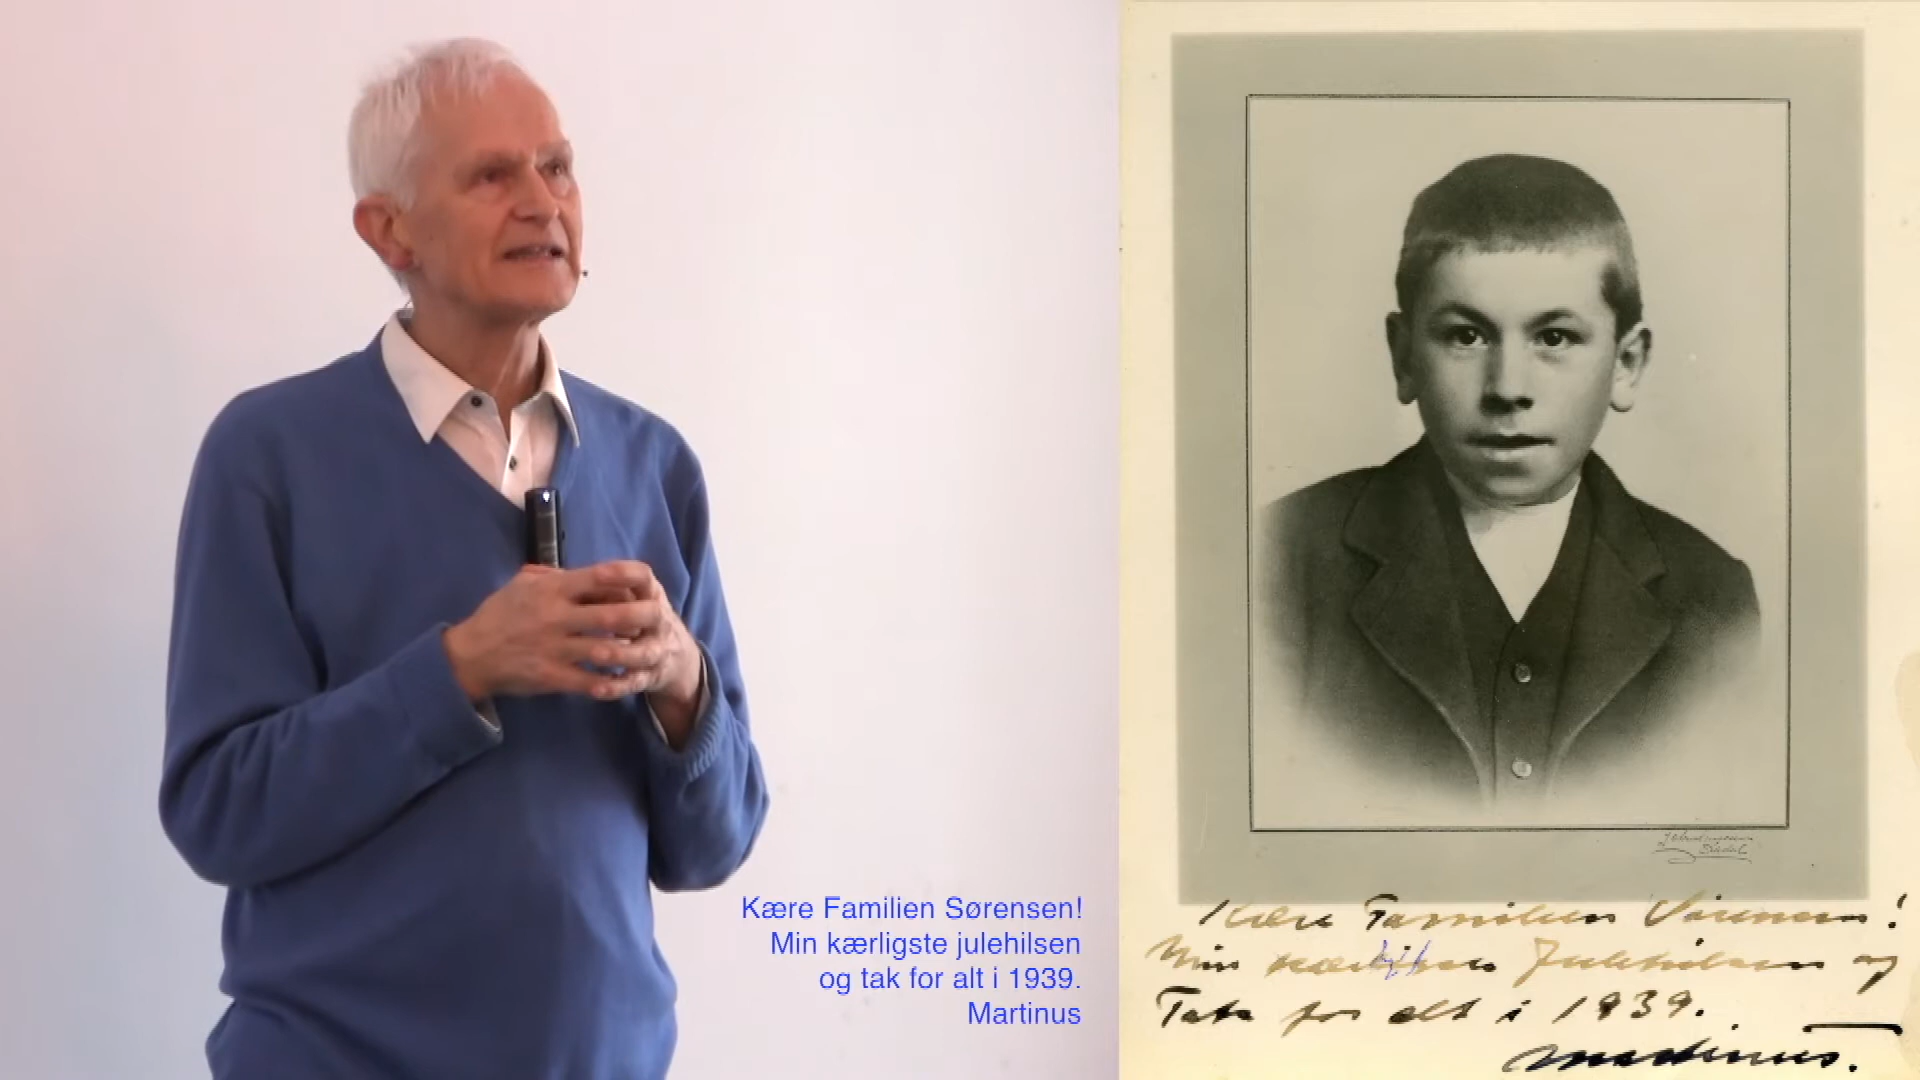 Kære Familien Sørensen!
Min kærligste julehilsen
og tak for alt i 1939.
Martinus
Kære Familien Sørensen!
Min kærligste Julehilsen og
Tak for alt i 1939.
Martinus.